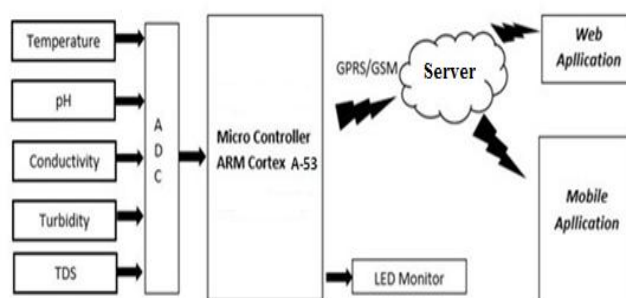 Temperature
pH
Conductivity
Turbidity
TDS
A
D
C
Micro Controller
ARM Cortex A-53
GPRS/GSM
Server
LED Monitor
Web
Apllication
Mobile
Apllication